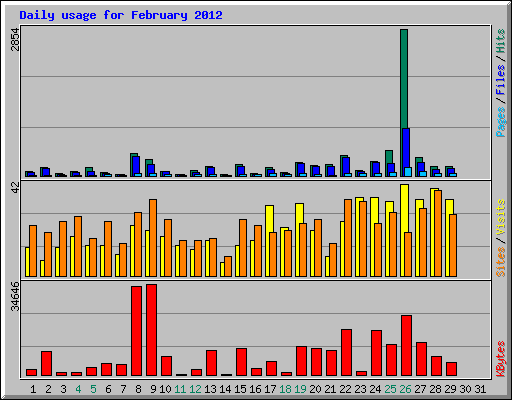 Daily usage for February 2012
2854
Pages / Files / Hits
42
Sites / Visits
34646
KBytes
1 2 3 4 5 6 7 8 9 10 11 12 13 14 15 16 17 18 19 20 21 22 23 24 25 26 27 28 29 30 31